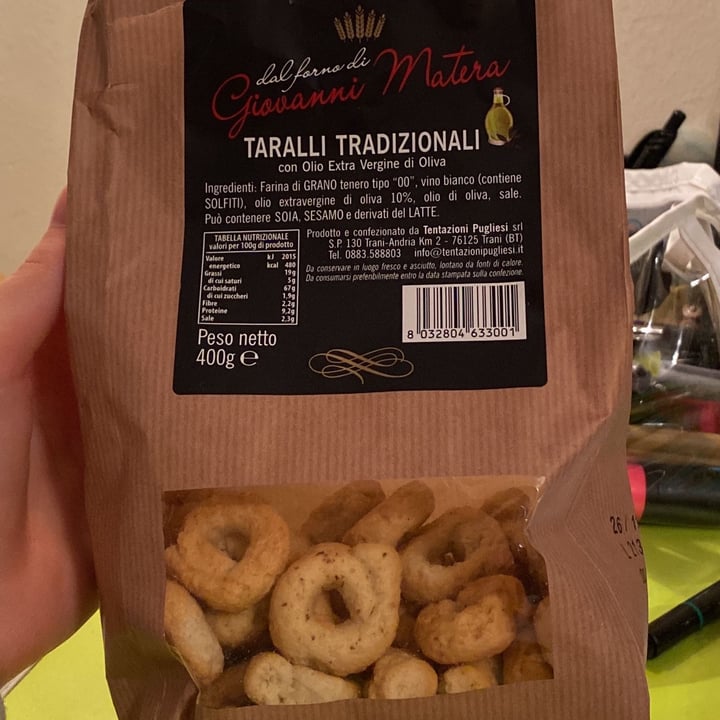 dal forno di
Giovanni Matera
TARALLI TRADIZIONALI
con Olio Extra Vergine di Oliva
Ingredienti: Farina di GRANO tenero tipo "00", vino bianco (contiene
SOLFITI), olio extravergine di oliva 10%, olio di oliva, sale.
Può contenere SOIA, SESAMO e derivati del LATTE.
TABELLA NUTRIZIONALE
valori per 100g di prodotto
Valore kJ 2015
energetico kcal 480
Grassi 19g
di cui saturi 3g
Carboidrati 67g
di cui zuccheri 1,9g
Fibre 2,2g
Proteine 9,2g
Sale 2,3g
Prodotto e confezionato da Tentazioni Pugliesi srl
S.P. 130 Trani-Andria Km 2 - 76125 Trani (BT)
Tel. 0883.588803 info@tentazionipugliesi.it
Da conservare in luogo fresco e asciutto, lontano da fonti di calore.
Da consumarsi preferibilmente entro la data stampata sulla confezione.
8 032804 633001
Peso netto
400g e
26/1